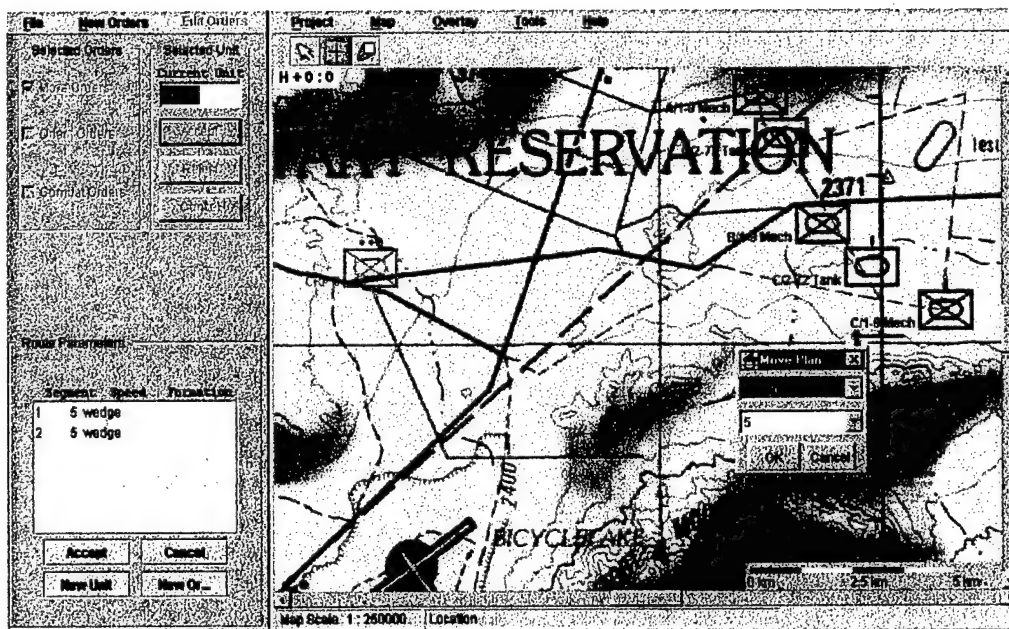 File New Orders Edit Orders
Project Map Overlay Tools Help
Selected Orders
Selected Unit
Current Unit
Move Orders
Combat Orders
Route Parameters
Segment Speed Formation
1 5 wedge
2 5 wedge
Accept Cancel
New Unit New Or...
H + 0 : 0
RESERVATION
2371
B/1-8 Mech
C/2-72 Tank
C/1-8 Mech
Move Plan
5
OK Cancel
2400
BICYCLE LAKE
0 km 2.5 km 5 km
Map Scale: 1 : 250000 Location